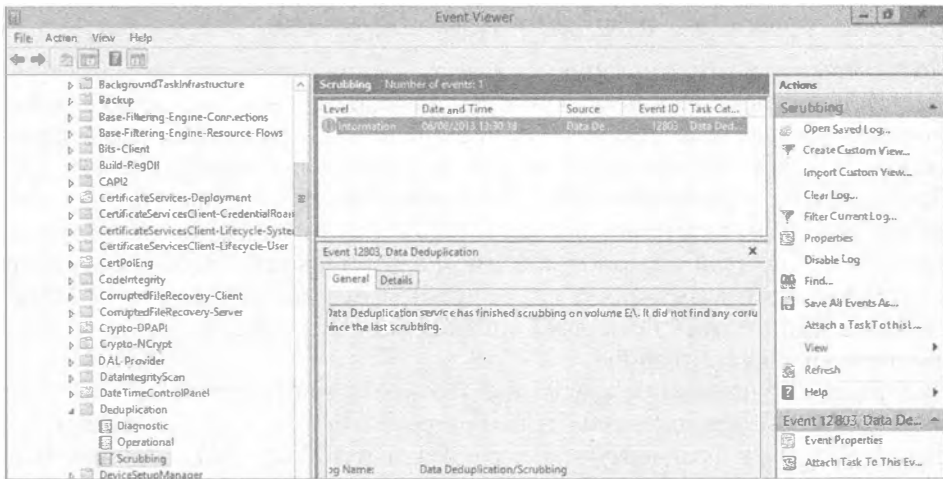 Event Viewer
File Action View Help
BackgroundTaskInfrastructure
Backup
Base-Filtering-Engine-Connections
Base-Filtering-Engine-Resource-Flows
Bits-Client
Build-RegDll
CAPI2
CertificateServices-Deployment
CertificateServicesClient-CredentialRoam
CertificateServicesClient-Lifecycle-System
CertificateServicesClient-Lifecycle-User
CertPolEng
CodeIntegrity
CorruptedFileRecovery-Client
CorruptedFileRecovery-Server
Crypto-DPAPI
Crypto-NCrypt
DAL-Provider
DataIntegrityScan
DateTimeControlPanel
Deduplication
Diagnostic
Operational
Scrubbing
DeviceSetupManager
Scrubbing Number of events: 1
Level Date and Time Source Event ID Task Cat...
Information Data De... 12803 Data Ded...
Event 12803, Data Deduplication
General Details
Data Deduplication service has finished scrubbing on volume E:\. It did not find any corru
ince the last scrubbing.
og Name: Data Deduplication/Scrubbing
Actions
Scrubbing
Open Saved Log...
Create Custom View...
Import Custom View...
Clear Log...
Filter Current Log...
Properties
Disable Log
Find...
Save All Events As...
Attach a Task To this L...
View
Refresh
Help
Event 12803, Data De...
Event Properties
Attach Task To This Ev...